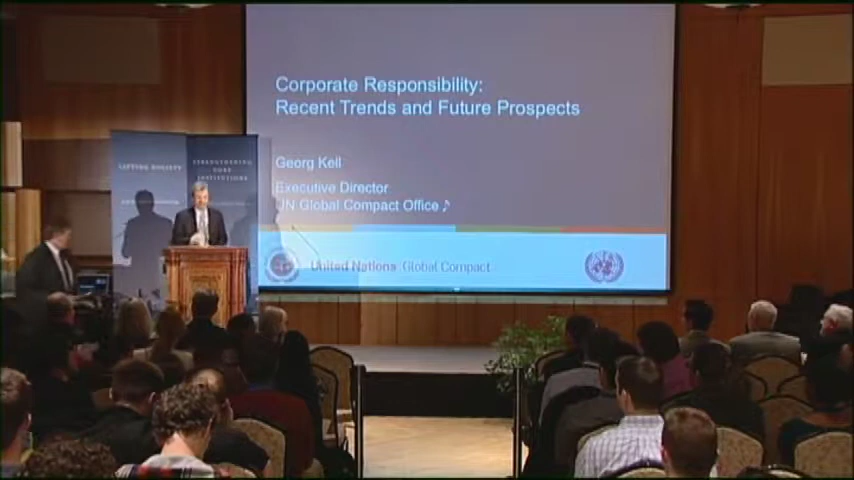 Corporate Responsibility:
Recent Trends and Future Prospects
Georg Kell
Executive Director
UN Global Compact Office ♪
United Nations Global Compact
LIFTING SOCIETY
STRENGTHENING
CORE
INSTITUTIONS